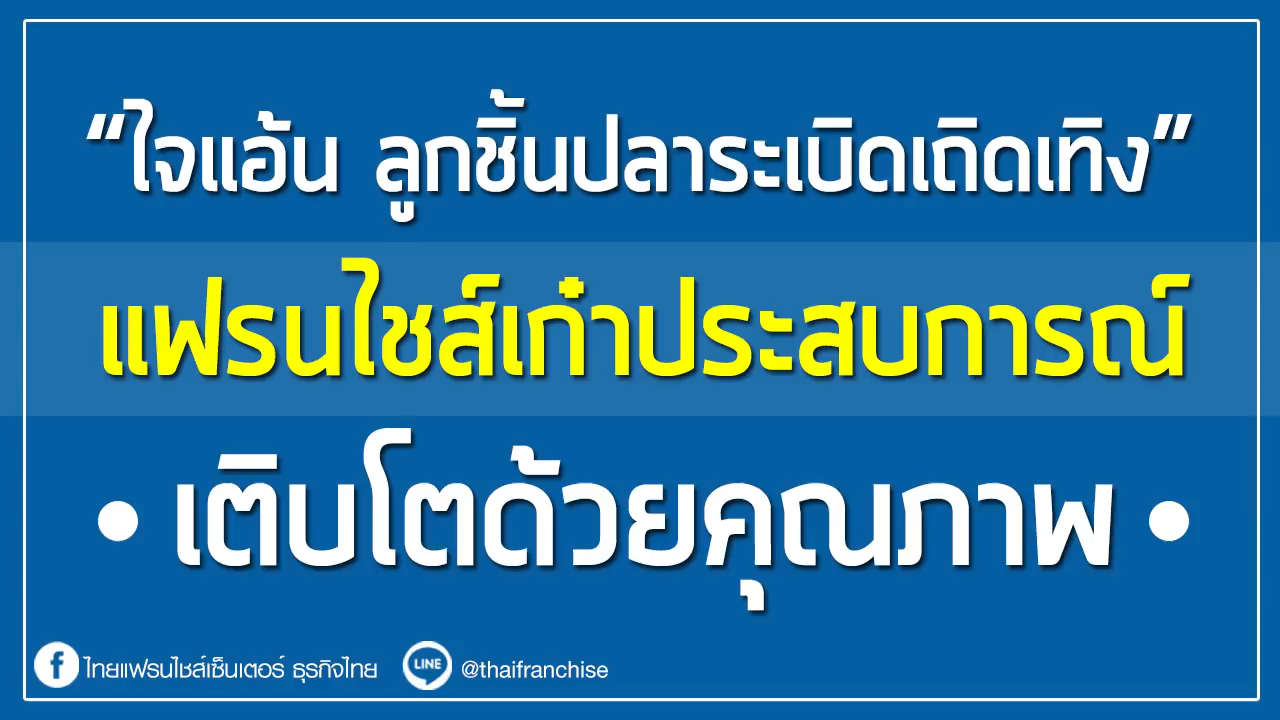 “ใจแอ้น ลูกชิ้นปลาระเบิดเถิดเทิง”
แฟรนไชส์เก๋าประสบการณ์
• เติบโตด้วยคุณภาพ •
f ไทยแฟรนไชส์เซ็นเตอร์ ธุรกิจไทย LINE @thaifranchise